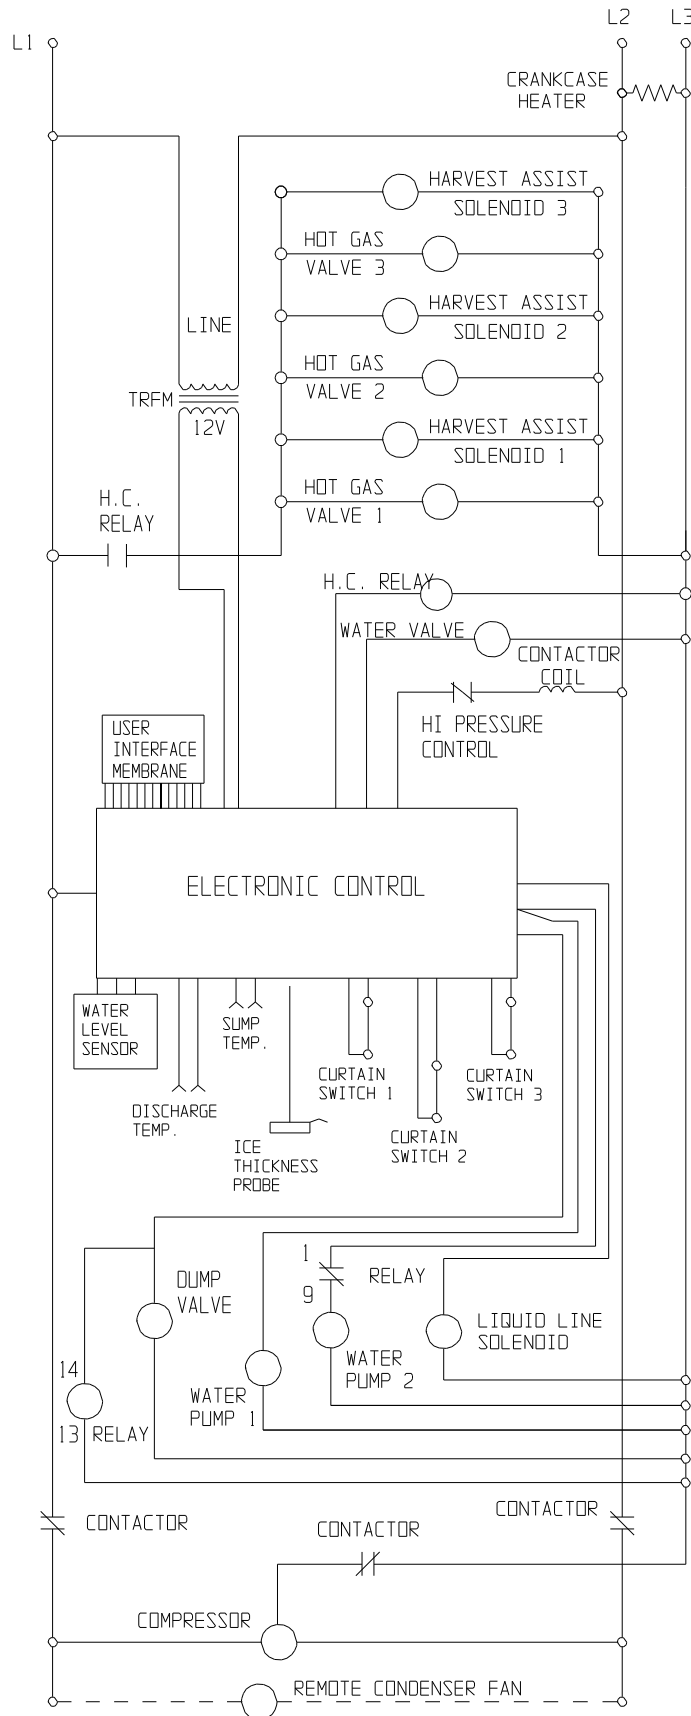 L2
L3
L1
CRANKCASE
HEATER
HARVEST ASSIST
SOLENOID 3
HOT GAS
VALVE 3
HARVEST ASSIST
SOLENOID 2
LINE
HOT GAS
VALVE 2
TRFM
12V
HARVEST ASSIST
SOLENOID 1
HOT GAS
VALVE 1
H.C.
RELAY
H.C. RELAY
WATER VALVE
CONTACTOR
COIL
HI PRESSURE
CONTROL
USER
INTERFACE
MEMBRANE
ELECTRONIC CONTROL
WATER
LEVEL
SENSOR
SUMP
TEMP.
DISCHARGE
TEMP.
ICE
THICKNESS
PROBE
CURTAIN
SWITCH 1
CURTAIN
SWITCH 2
CURTAIN
SWITCH 3
DUMP
VALVE
1
RELAY
9
LIQUID LINE
SOLENOID
WATER
PUMP 2
WATER
PUMP 1
14
13 RELAY
CONTACTOR
CONTACTOR
CONTACTOR
COMPRESSOR
REMOTE CONDENSER FAN